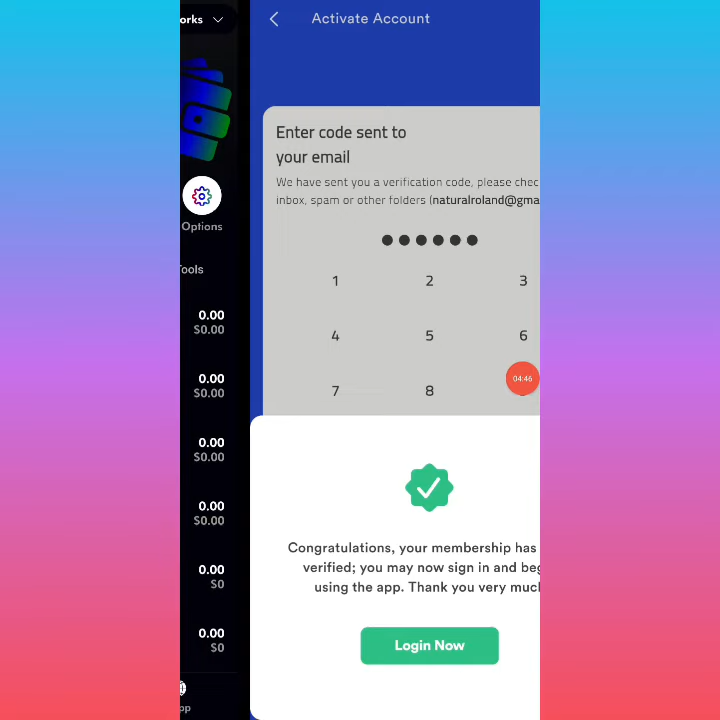 orks
Options
Tools
0.00
$0.00
0.00
$0.00
0.00
$0.00
0.00
$0.00
0.00
$0
0.00
$0
pp
Activate Account
Enter code sent to
your email
We have sent you a verification code, please chec
inbox, spam or other folders (naturalroland@gma
1 2 3
4 5 6
7 8
04:46
Congratulations, your membership has
verified; you may now sign in and beg
using the app. Thank you very much
Login Now